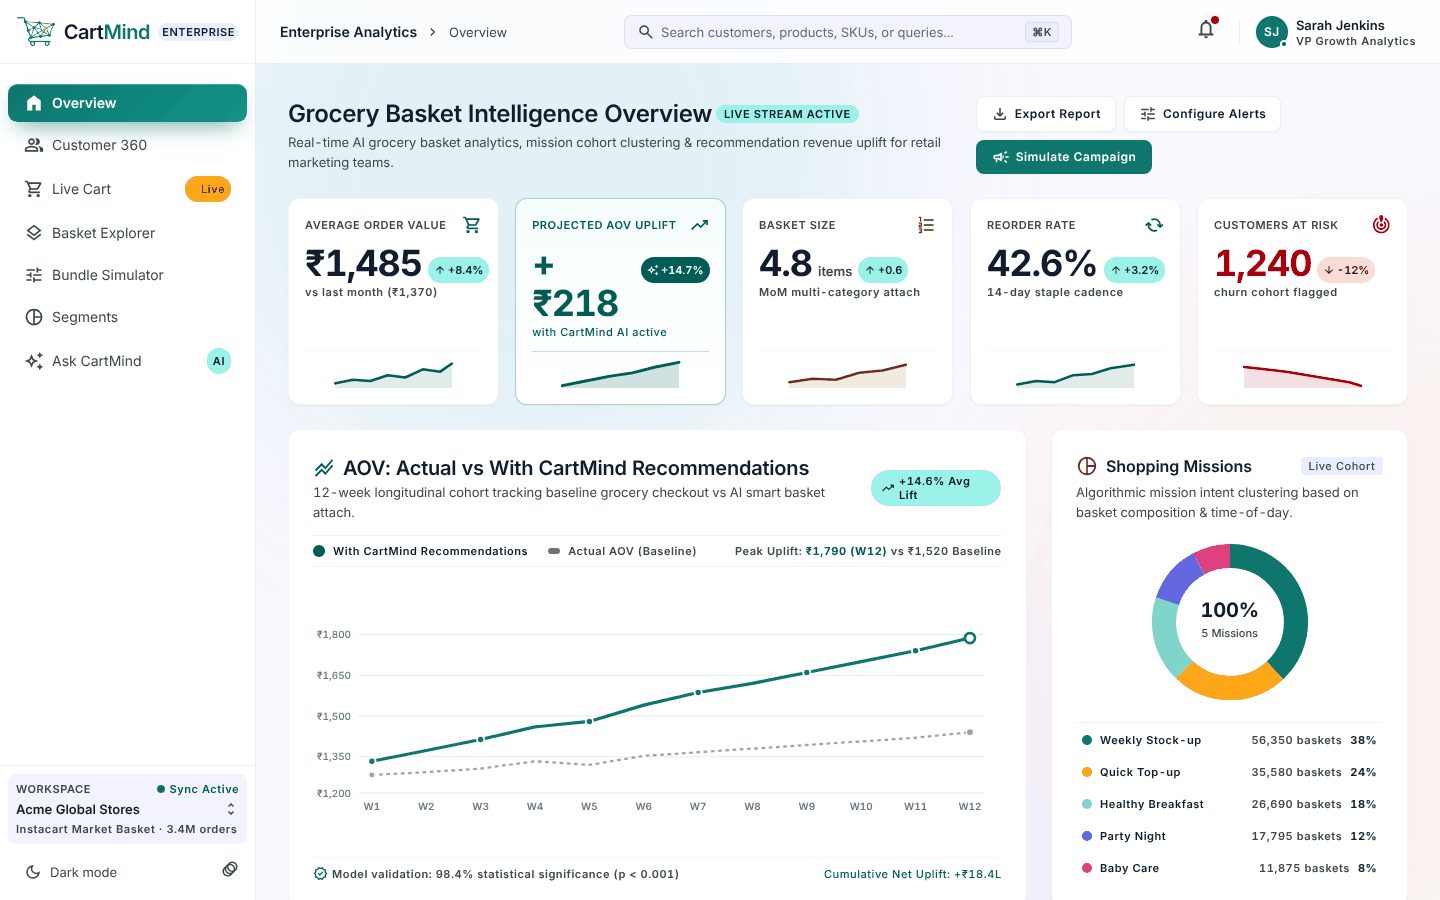 CartMind ENTERPRISE
Enterprise Analytics Overview
Search customers, products, SKUs, or queries...
⌘K
SJ
Sarah Jenkins
VP Growth Analytics
Overview
Customer 360
Live Cart
Live
Basket Explorer
Bundle Simulator
Segments
Ask CartMind
AI
WORKSPACE
Sync Active
Acme Global Stores
Instacart Market Basket · 3.4M orders
Dark mode
Grocery Basket Intelligence Overview
LIVE STREAM ACTIVE
Real-time AI grocery basket analytics, mission cohort clustering & recommendation revenue uplift for retail
marketing teams.
Export Report
Configure Alerts
Simulate Campaign
AVERAGE ORDER VALUE
₹1,485
↑ +8.4%
vs last month (₹1,370)
PROJECTED AOV UPLIFT
+
₹218
+14.7%
with CartMind AI active
BASKET SIZE
4.8 items
↑ +0.6
MoM multi-category attach
REORDER RATE
42.6%
↑ +3.2%
14-day staple cadence
CUSTOMERS AT RISK
1,240
↓ -12%
churn cohort flagged
AOV: Actual vs With CartMind Recommendations
12-week longitudinal cohort tracking baseline grocery checkout vs AI smart basket
attach.
+14.6% Avg
Lift
With CartMind Recommendations
Actual AOV (Baseline)
Peak Uplift: ₹1,790 (W12) vs ₹1,520 Baseline
₹1,800
₹1,650
₹1,500
₹1,350
₹1,200
W1 W2 W3 W4 W5 W6 W7 W8 W9 W10 W11 W12
Model validation: 98.4% statistical significance (p < 0.001)
Cumulative Net Uplift: +₹18.4L
Shopping Missions
Live Cohort
Algorithmic mission intent clustering based on
basket composition & time-of-day.
100%
5 Missions
Weekly Stock-up 56,350 baskets 38%
Quick Top-up 35,580 baskets 24%
Healthy Breakfast 26,690 baskets 18%
Party Night 17,795 baskets 12%
Baby Care 11,875 baskets 8%